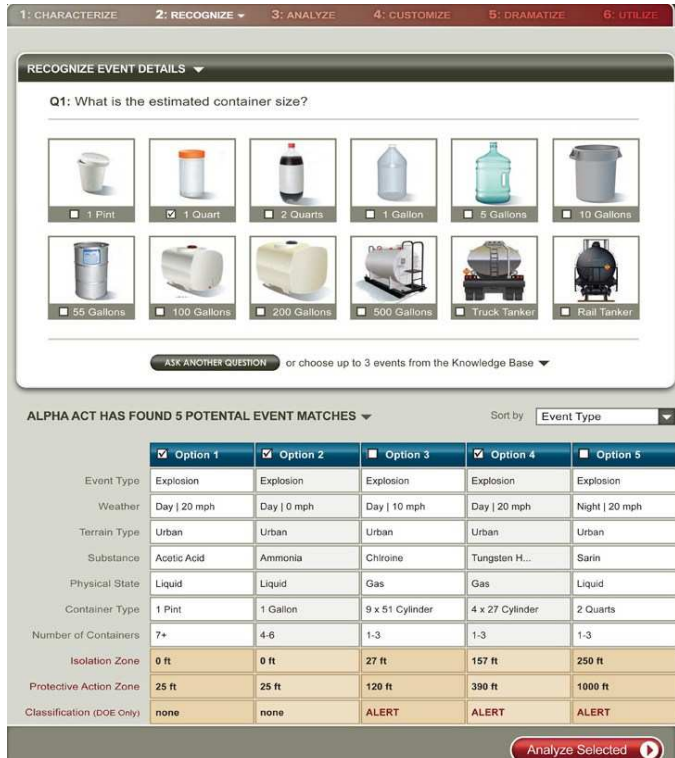 1: CHARACTERIZE 2: RECOGNIZE 3: ANALYZE 4: CUSTOMIZE 5: DRAMATIZE 6: UTILIZE
RECOGNIZE EVENT DETAILS
Q1: What is the estimated container size?
1 Pint 1 Quart 2 Quarts 1 Gallon 5 Gallons 10 Gallons
55 Gallons 100 Gallons 200 Gallons 500 Gallons Truck Tanker Rail Tanker
ASK ANOTHER QUESTION or choose up to 3 events from the Knowledge Base
ALPHA ACT HAS FOUND 5 POTENTAL EVENT MATCHES Sort by Event Type
Option 1 Option 2 Option 3 Option 4 Option 5
Event Type Explosion Explosion Explosion Explosion Explosion
Weather Day | 20 mph Day | 0 mph Day | 10 mph Day | 20 mph Night | 20 mph
Terrain Type Urban Urban Urban Urban Urban
Substance Acetic Acid Ammonia Chlroine Tungsten H... Sarin
Physical State Liquid Liquid Gas Gas Liquid
Container Type 1 Pint 1 Gallon 9 x 51 Cylinder 4 x 27 Cylinder 2 Quarts
Number of Containers 7+ 4-6 1-3 1-3 1-3
Isolation Zone 0 ft 0 ft 27 ft 157 ft 250 ft
Protective Action Zone 25 ft 25 ft 120 ft 390 ft 1000 ft
Classification (DOE Only) none none ALERT ALERT ALERT
Analyze Selected